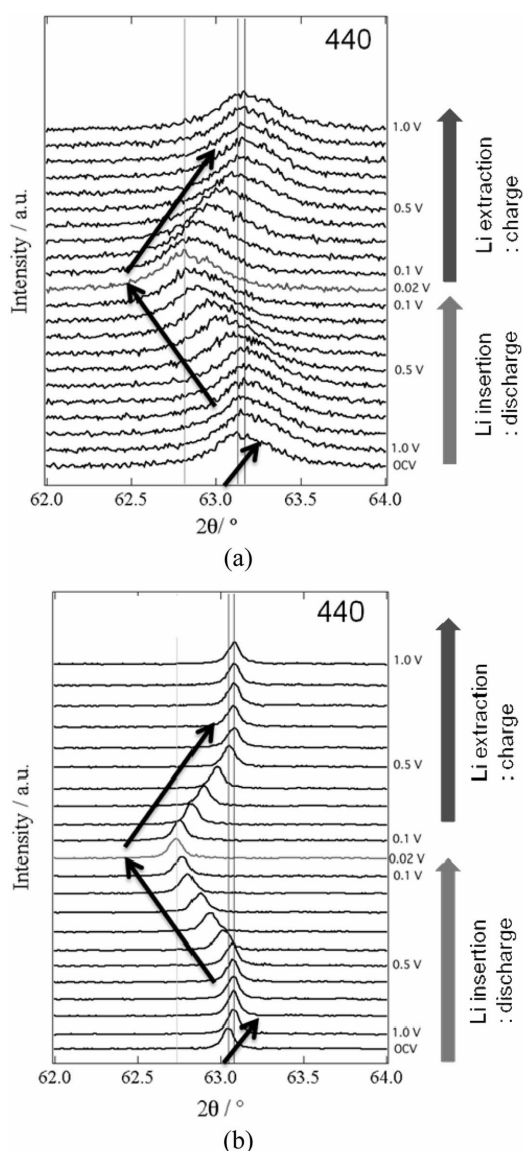 440
1.0 V
0.5 V
0.1 V
0.02 V
0.1 V
0.5 V
1.0 V
OCV
Intensity / a.u.
62.0
62.5
63.0
63.5
64.0
2θ/ °
Li extraction
: charge
Li insertion
: discharge
(a)
440
1.0 V
0.5 V
0.1 V
0.02 V
0.1 V
0.5 V
1.0 V
OCV
Intensity / a.u.
62.0
62.5
63.0
63.5
64.0
2θ / °
Li extraction
: charge
Li insertion
: discharge
(b)